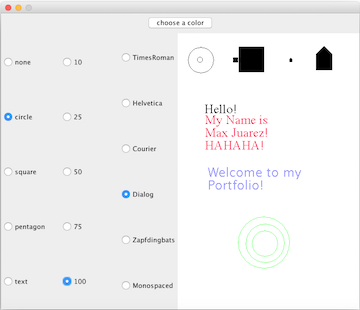 choose a color
none
10
TimesRoman
Helvetica
circle
25
Courier
square
50
Dialog
pentagon
75
Zapfdingbats
text
100
Monospaced
Hello!
My Name is
Max Juarez!
HAHAHA!
Welcome to my
Portfolio!